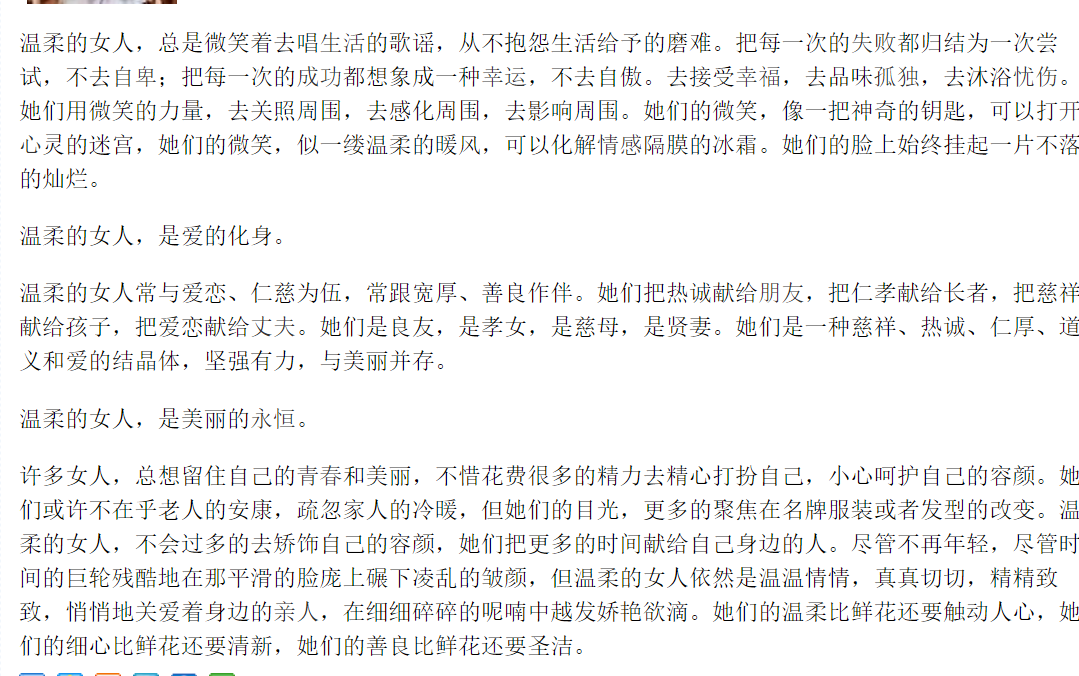 温柔的女人，总是微笑着去唱生活的歌谣，从不抱怨生活给予的磨难。把每一次的失败都归结为一次尝
试，不去自卑；把每一次的成功都想象成一种幸运，不去自傲。去接受幸福，去品味孤独，去沐浴忧伤。
她们用微笑的力量，去关照周围，去感化周围，去影响周围。她们的微笑，像一把神奇的钥匙，可以打开
心灵的迷宫，她们的微笑，似一缕温柔的暖风，可以化解情感隔膜的冰霜。她们的脸上始终挂起一片不落
的灿烂。
温柔的女人，是爱的化身。
温柔的女人常与爱恋、仁慈为伍，常跟宽厚、善良作伴。她们把热诚献给朋友，把仁孝献给长者，把慈祥
献给孩子，把爱恋献给丈夫。她们是良友，是孝女，是慈母，是贤妻。她们是一种慈祥、热诚、仁厚、道
义和爱的结晶体，坚强有力，与美丽并存。
温柔的女人，是美丽的永恒。
许多女人，总想留住自己的青春和美丽，不惜花费很多的精力去精心打扮自己，小心呵护自己的容颜。她
们或许不在乎老人的安康，疏忽家人的冷暖，但她们的目光，更多的聚焦在名牌服装或者发型的改变。温
柔的女人，不会过多的去矫饰自己的容颜，她们把更多的时间献给自己身边的人。尽管不再年轻，尽管时
间的巨轮残酷地在那平滑的脸庞上碾下凌乱的皱颜，但温柔的女人依然是温温情情，真真切切，精精致
致，悄悄地关爱着身边的亲人，在细细碎碎的呢喃中越发娇艳欲滴。她们的温柔比鲜花还要触动人心，她
们的细心比鲜花还要清新，她们的善良比鲜花还要圣洁。